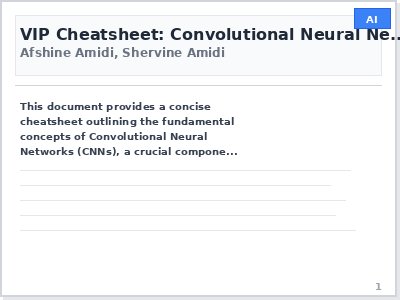 AI
VIP Cheatsheet: Convolutional Neural Ne...
Afshine Amidi, Shervine Amidi
This document provides a concise
cheatsheet outlining the fundamental
concepts of Convolutional Neural
Networks (CNNs), a crucial compone...
1